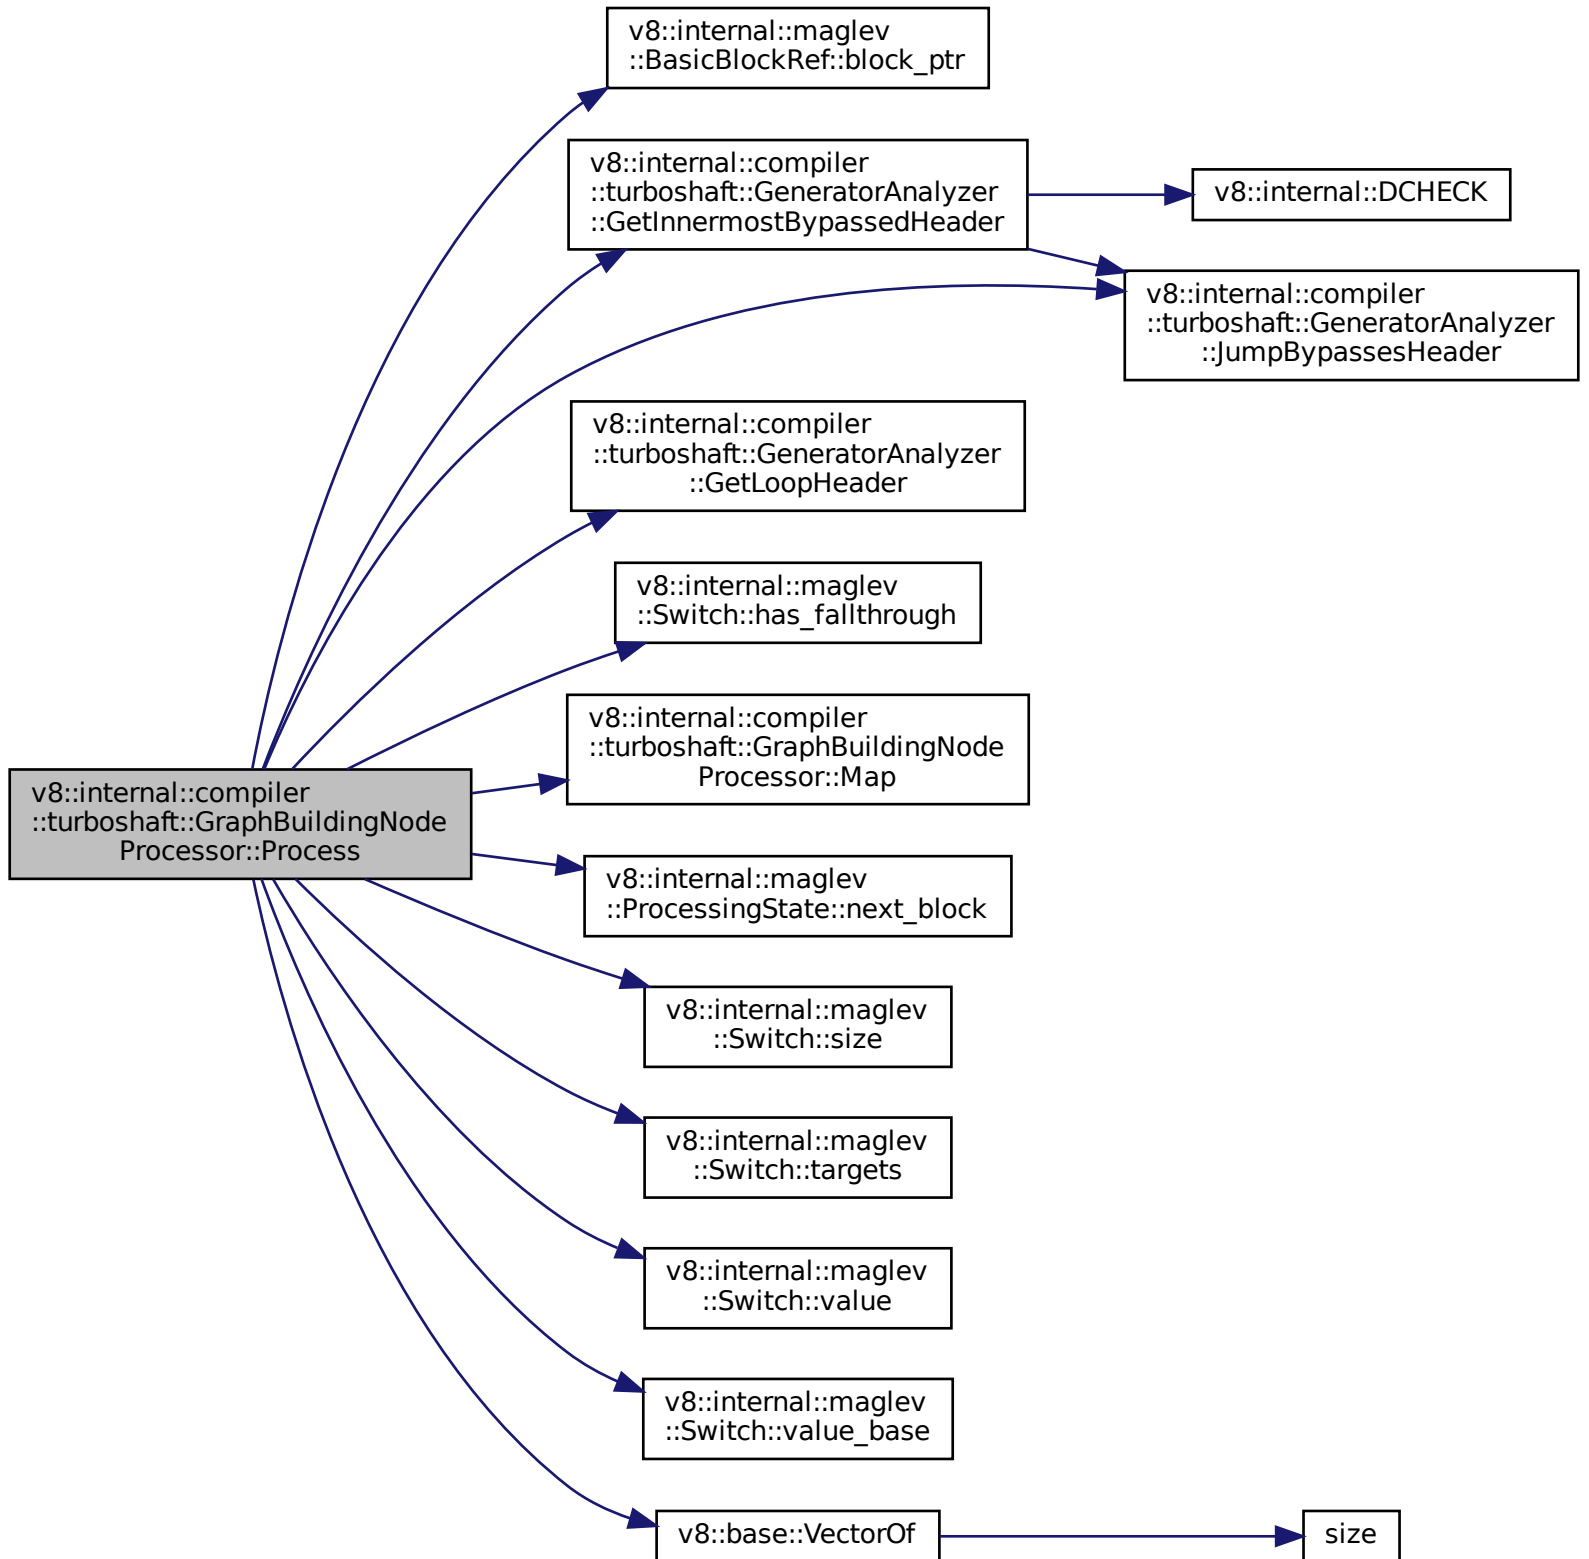 v8::internal::maglev
::BasicBlockRef::block_ptr
v8::internal::compiler
::turboshaft::GeneratorAnalyzer
::GetInnermostBypassedHeader
v8::internal::DCHECK
v8::internal::compiler
::turboshaft::GeneratorAnalyzer
::JumpBypassesHeader
v8::internal::compiler
::turboshaft::GeneratorAnalyzer
::GetLoopHeader
v8::internal::maglev
::Switch::has_fallthrough
v8::internal::compiler
::turboshaft::GraphBuildingNode
Processor::Map
v8::internal::compiler
::turboshaft::GraphBuildingNode
Processor::Process
v8::internal::maglev
::ProcessingState::next_block
v8::internal::maglev
::Switch::size
v8::internal::maglev
::Switch::targets
v8::internal::maglev
::Switch::value
v8::internal::maglev
::Switch::value_base
v8::base::VectorOf
size